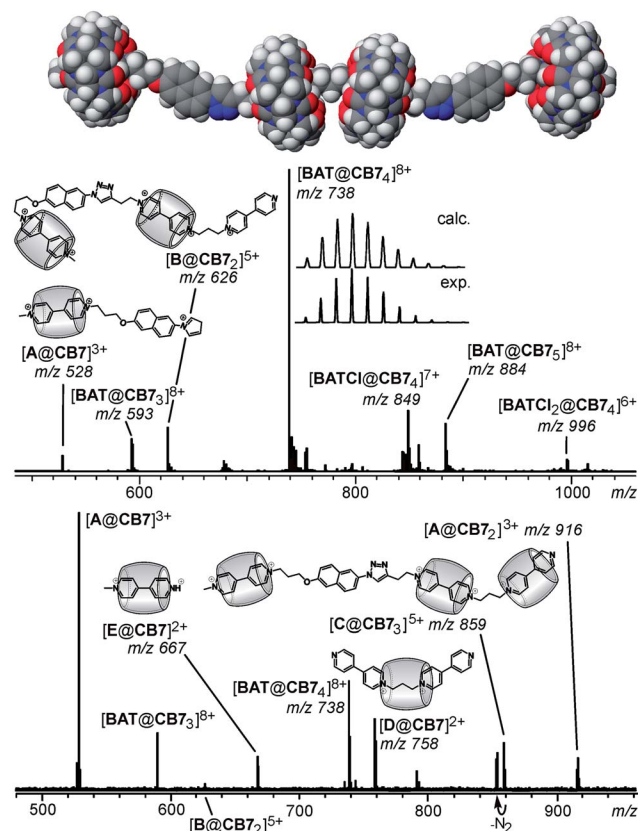 [BAT@CB7₄]⁸⁺
m/z 738
calc.
exp.
[B@CB7₂]⁵⁺
m/z 626
[A@CB7]³⁺
m/z 528
[BAT@CB7₃]⁸⁺
m/z 593
[BATCl@CB7₄]⁷⁺
m/z 849
[BAT@CB7₅]⁸⁺
m/z 884
[BATCl₂@CB7₄]⁶⁺
m/z 996
600
800
1000
m/z
[A@CB7]³⁺
[A@CB7₂]³⁺ m/z 916
[E@CB7]²⁺
m/z 667
[C@CB7₃]⁵⁺
m/z 859
[BAT@CB7₄]⁸⁺
m/z 738
[D@CB7]²⁺
m/z 758
[BAT@CB7₃]⁸⁺
500
600
700
800
900
m/z
[B@CB7₂]⁵⁺
-N₂